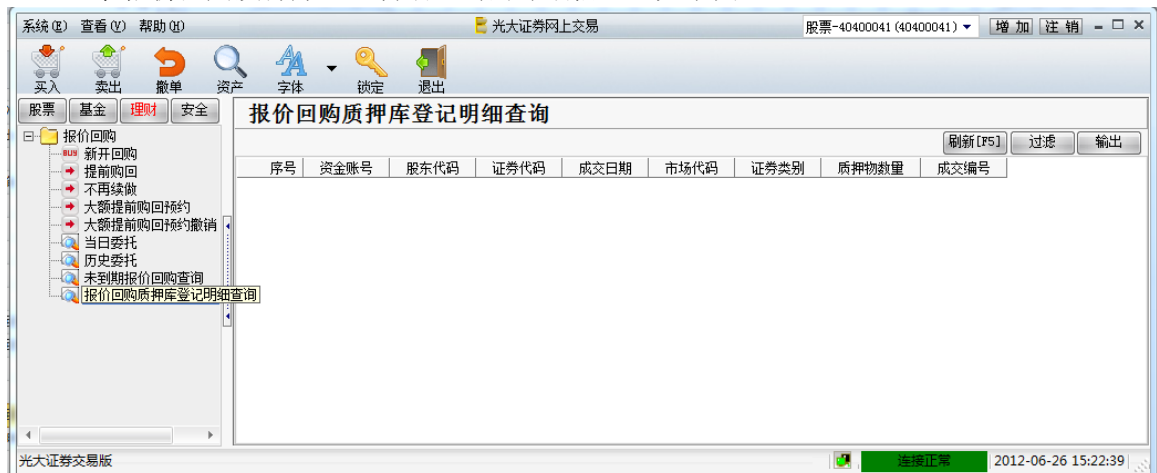 系统(E) 查看(V) 帮助(H) 光大证券网上交易 股票-40400041(40400041) 增加 注销
买入 卖出 撤单 资产 字体 锁定 退出
股票 基金 理财 安全
报价回购质押库登记明细查询
报价回购
刷新[F5] 过滤 输出
BUY 新开回购
序号 资金账号 股东代码 证券代码 成交日期 市场代码 证券类别 质押物数量 成交编号
提前购回
不再续做
大额提前购回预约
大额提前购回预约撤销
当日委托
历史委托
未到期报价回购查询
报价回购质押库登记明细查询
光大证券交易版 连接正常 2012-06-26 15:22:39